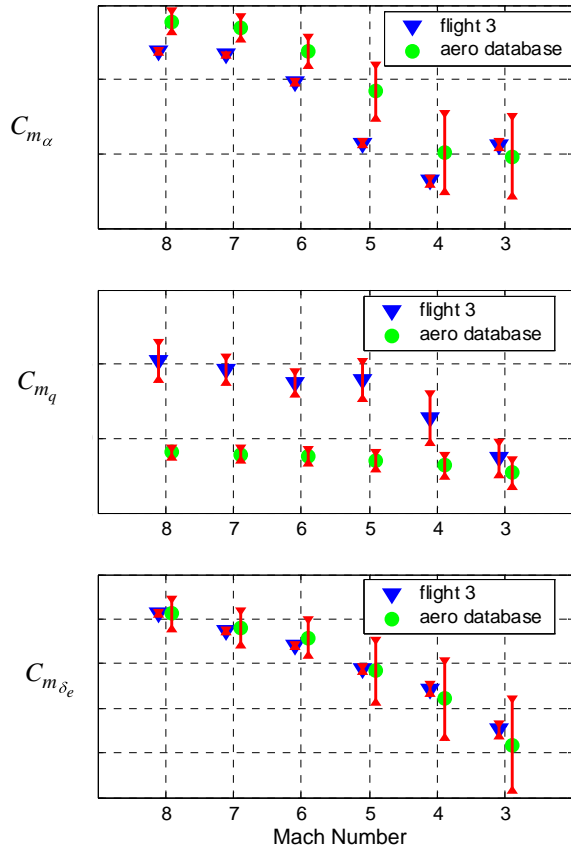 flight 3
aero database
C_{m_α}
8 7 6 5 4 3
flight 3
aero database
C_{m_q}
8 7 6 5 4 3
flight 3
aero database
C_{m_{δ_e}}
8 7 6 5 4 3
Mach Number